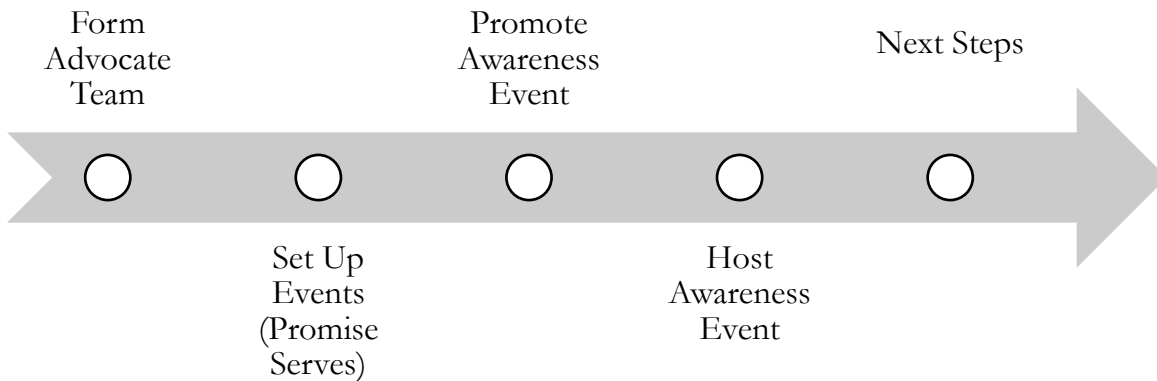 Form
Advocate
Team
Set Up
Events
(Promise
Serves)
Promote
Awareness
Event
Host
Awareness
Event
Next Steps